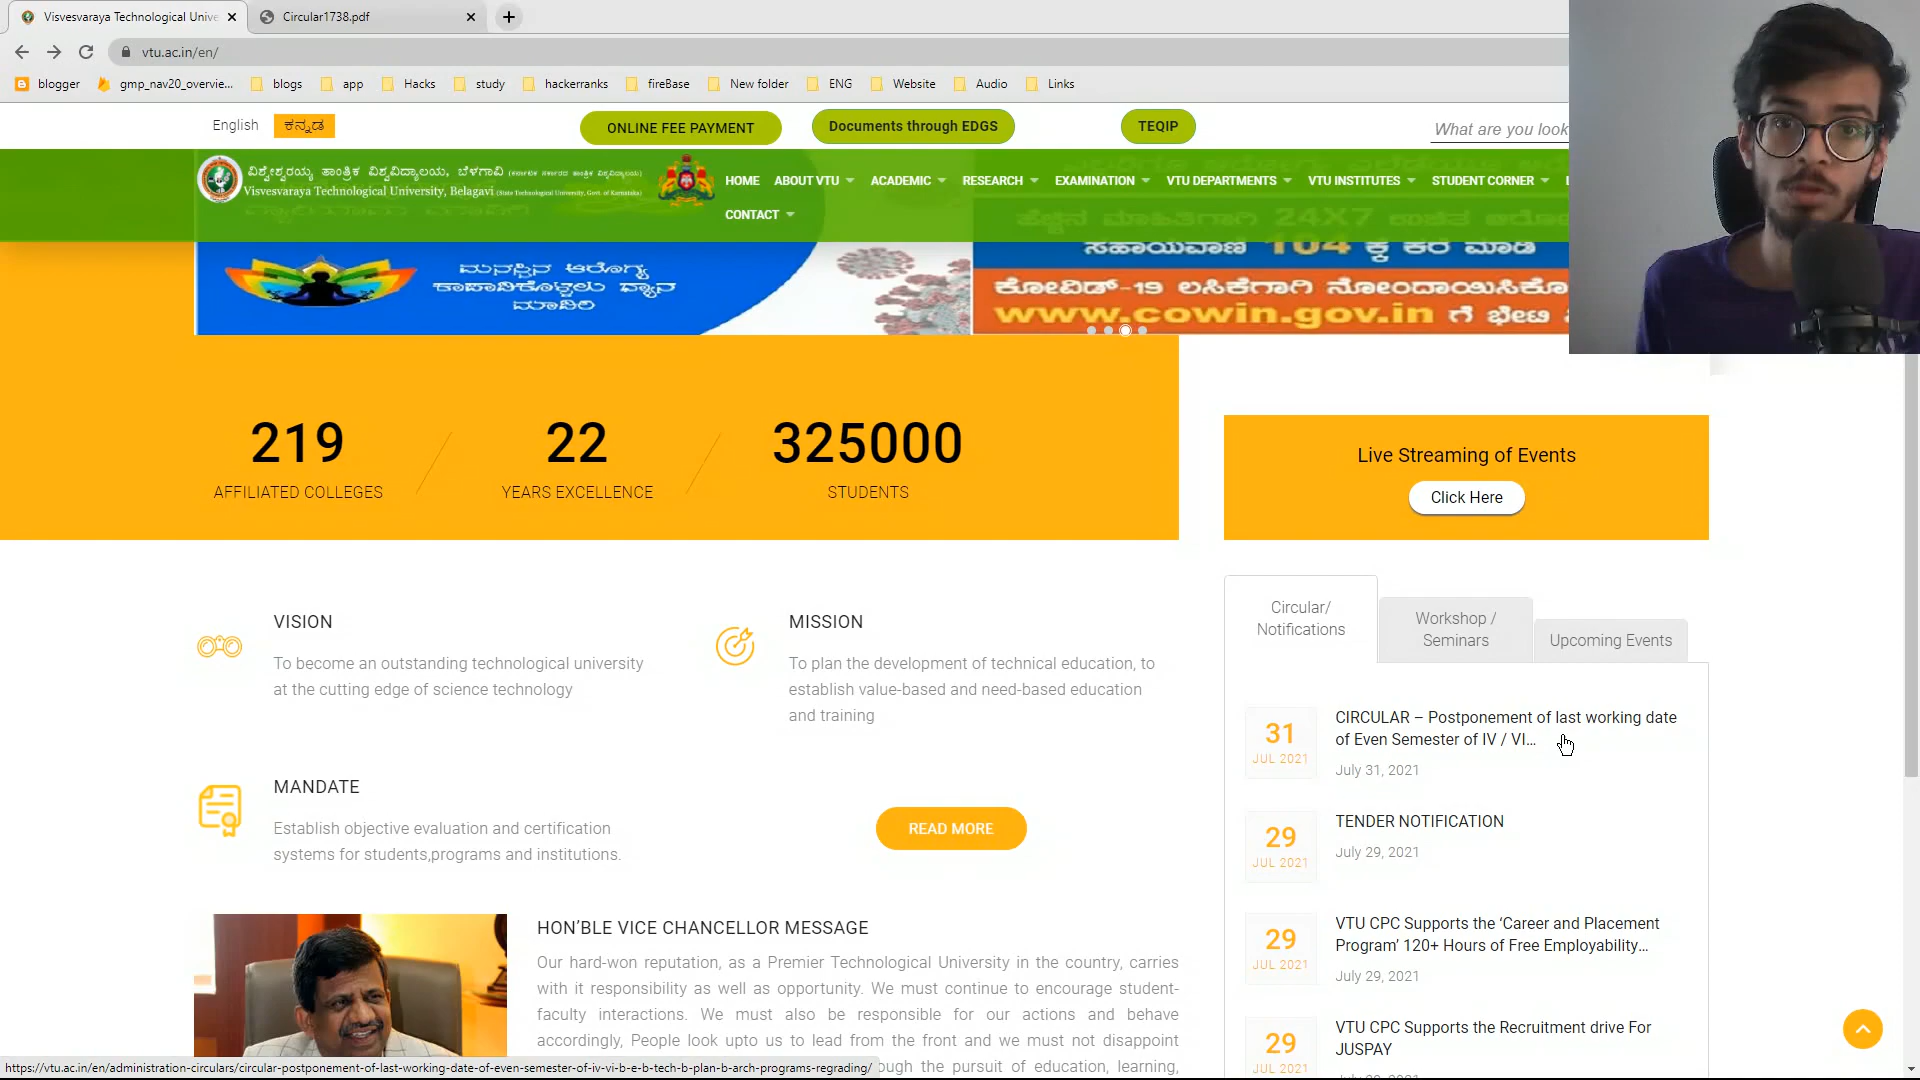 Visvesvaraya Technological Unive
Circular1738.pdf
vtu.ac.in/en/
blogger
gmp_nav20_overvie...
blogs
app
Hacks
study
hackerranks
fireBase
New folder
ENG
Website
Audio
Links
English
ಕನ್ನಡ
ONLINE FEE PAYMENT
Documents through EDGS
TEQIP
What are you look
ವಿಶ್ವೇಶ್ವರಯ್ಯ ತಾಂತ್ರಿಕ ವಿಶ್ವವಿದ್ಯಾಲಯ, ಬೆಳಗಾವಿ
Visvesvaraya Technological University, Belagavi (State Technological University, Govt. of Karnataka)
HOME
ABOUT VTU
ACADEMIC
RESEARCH
EXAMINATION
VTU DEPARTMENTS
VTU INSTITUTES
STUDENT CORNER
CONTACT
ಹೆಚ್ಚಿನ ಮಾಹಿತಿಗಾಗಿ 24X7 ಉಚಿತ ಆರೋ
ಸಹಾಯವಾಣಿ 104 ಕ್ಕೆ ಕರೆ ಮಾಡಿ
ಮನಸ್ಸಿನ ಆರೋಗ್ಯ
ಕಾಪಾಡಿಕೊಳ್ಳಲು ಧ್ಯಾನ
ಮಾಡಿರಿ
ಕೋವಿಡ್-19 ಲಸಿಕೆಗಾಗಿ ನೋಂದಾಯಿಸಿಕೊ
www.cowin.gov.in ಗೆ ಭೇಟಿ
219
AFFILIATED COLLEGES
22
YEARS EXCELLENCE
325000
STUDENTS
Live Streaming of Events
Click Here
VISION
To become an outstanding technological university
at the cutting edge of science technology
MISSION
To plan the development of technical education, to
establish value-based and need-based education
and training
MANDATE
Establish objective evaluation and certification
systems for students,programs and institutions.
READ MORE
HON’BLE VICE CHANCELLOR MESSAGE
Our hard-won reputation, as a Premier Technological University in the country, carries
with it responsibility as well as opportunity. We must continue to encourage student-
faculty interactions. We must also be responsible for our actions and behave
accordingly, People look upto us to lead from the front and we must not disappoint
ough the pursuit of education, learning,
Circular/
Notifications
Workshop /
Seminars
Upcoming Events
31
JUL 2021
CIRCULAR – Postponement of last working date
of Even Semester of IV / VI...
July 31, 2021
29
JUL 2021
TENDER NOTIFICATION
July 29, 2021
29
JUL 2021
VTU CPC Supports the ‘Career and Placement
Program’ 120+ Hours of Free Employability...
July 29, 2021
29
JUL 2021
VTU CPC Supports the Recruitment drive For
JUSPAY
https://vtu.ac.in/en/administration-circulars/circular-postponement-of-last-working-date-of-even-semester-of-iv-vi-b-e-b-tech-b-plan-b-arch-programs-regrading/